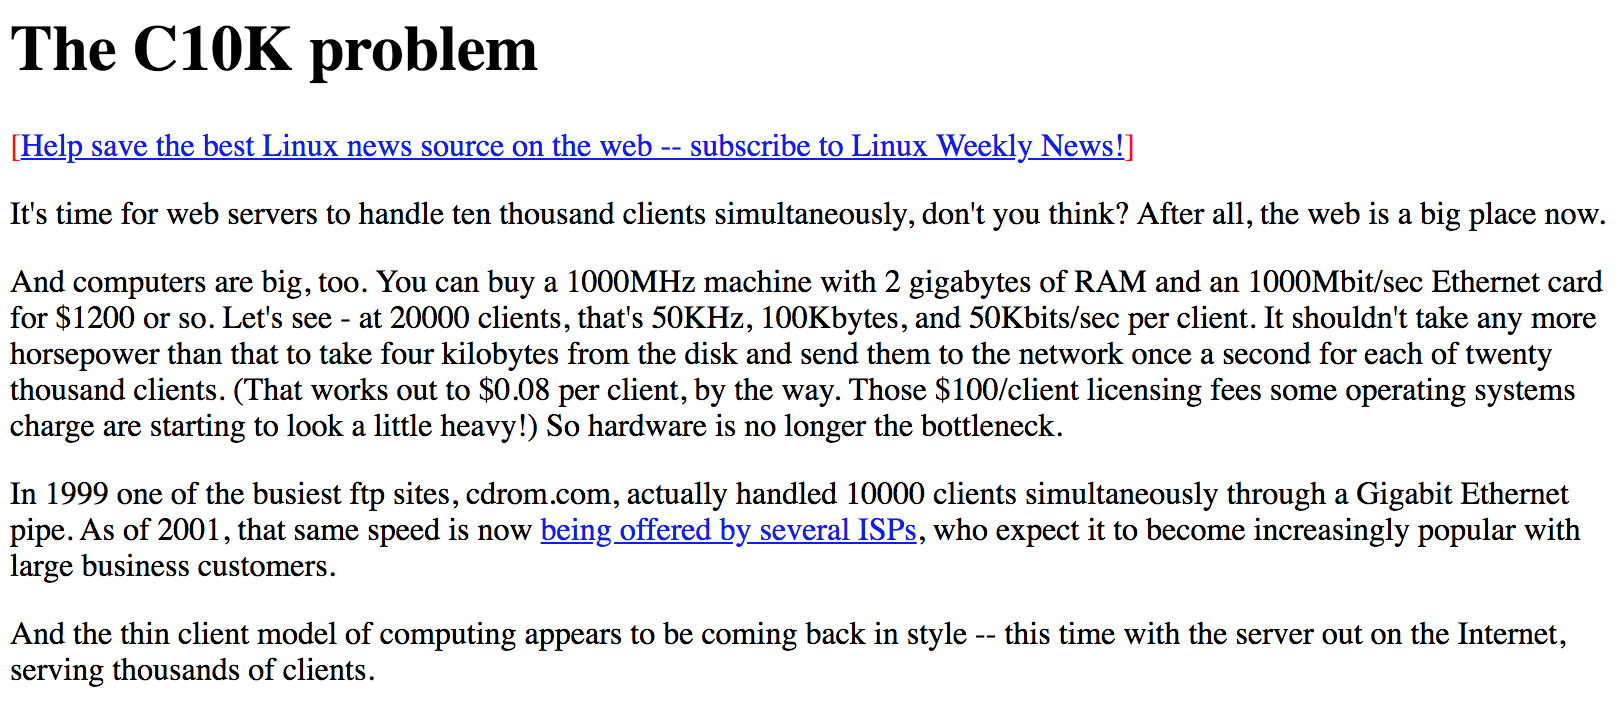 The C10K problem
[Help save the best Linux news source on the web -- subscribe to Linux Weekly News!]
It's time for web servers to handle ten thousand clients simultaneously, don't you think? After all, the web is a big place now.
And computers are big, too. You can buy a 1000MHz machine with 2 gigabytes of RAM and an 1000Mbit/sec Ethernet card
for $1200 or so. Let's see - at 20000 clients, that's 50KHz, 100Kbytes, and 50Kbits/sec per client. It shouldn't take any more
horsepower than that to take four kilobytes from the disk and send them to the network once a second for each of twenty
thousand clients. (That works out to $0.08 per client, by the way. Those $100/client licensing fees some operating systems
charge are starting to look a little heavy!) So hardware is no longer the bottleneck.
In 1999 one of the busiest ftp sites, cdrom.com, actually handled 10000 clients simultaneously through a Gigabit Ethernet
pipe. As of 2001, that same speed is now being offered by several ISPs, who expect it to become increasingly popular with
large business customers.
And the thin client model of computing appears to be coming back in style -- this time with the server out on the Internet,
serving thousands of clients.